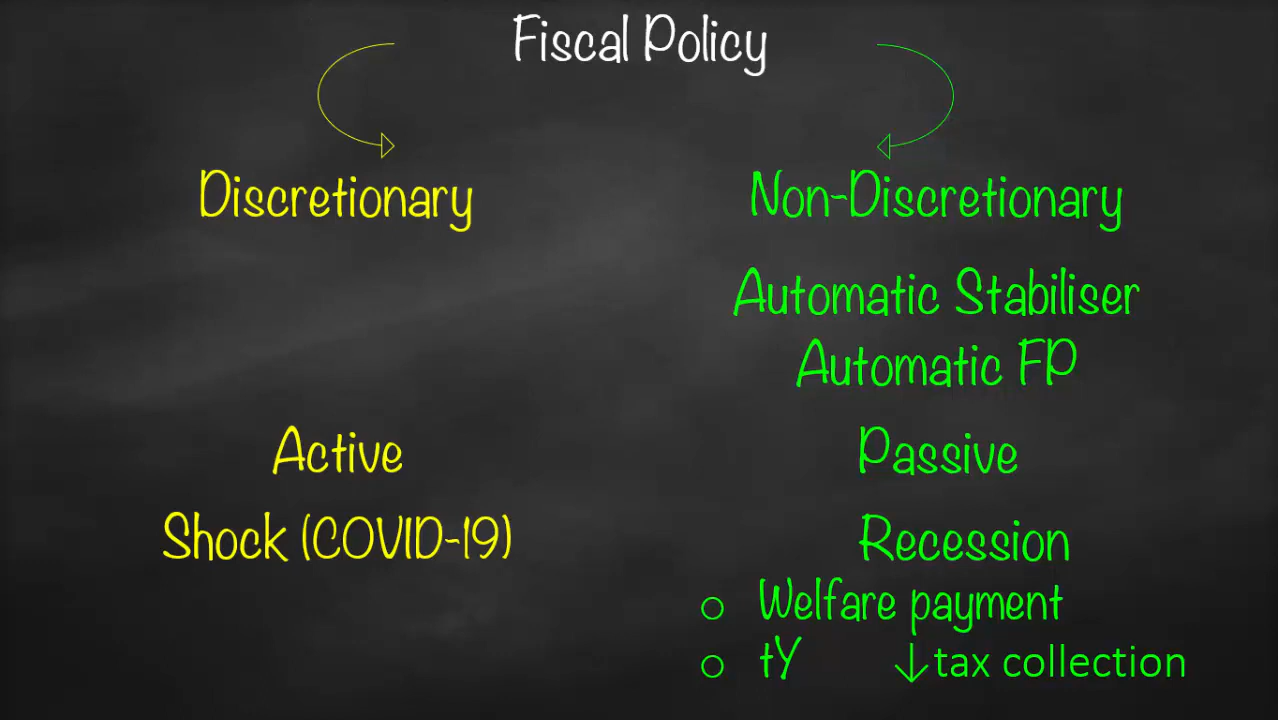 Fiscal Policy
Discretionary
Non-Discretionary
Automatic Stabiliser
Automatic FP
Active
Passive
Shock (COVID-19)
Recession
o Welfare payment
o tY ↓tax collection